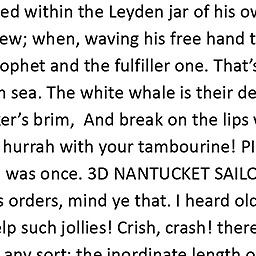 ed within the Leyden jar of his ow
ew; when, waving his free hand t
ophet and the fulfiller one. That's
n sea. The white whale is their de
er's brim,  And break on the lips w
hurrah with your tambourine! PI
was once. 3D NANTUCKET SAILO
s orders, mind ye that. I heard old
elp such jollies! Crish, crash! there
any sort; the inordinate length o